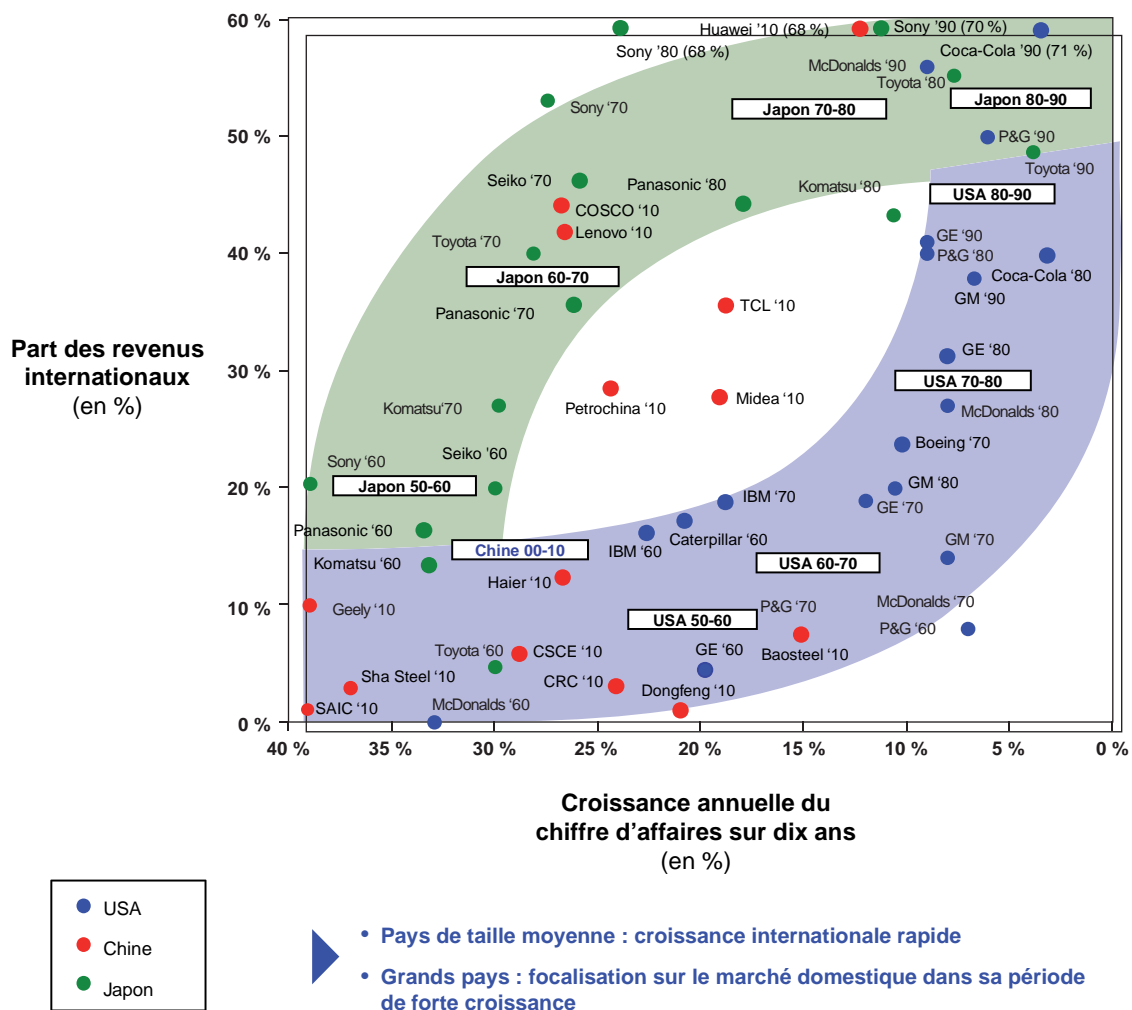 60 %
Huawei ’10 (68 %)
Sony ’90 (70 %)
Sony ’80 (68 %)
Coca-Cola ’90 (71 %)
McDonalds ‘90
Toyota ‘80
Japon 70-80
Japon 80-90
Sony ‘70
50 %
P&G ‘90
Toyota ‘90
Seiko ‘70
Panasonic ‘80
Komatsu ‘80
USA 80-90
COSCO ‘10
Lenovo ‘10
Toyota ‘70
GE ‘90
P&G ‘80
40 %
Japon 60-70
Coca-Cola ‘80
GM ‘90
Panasonic ‘70
TCL ‘10
Part des revenus
internationaux
(en %)
GE ‘80
30 %
USA 70-80
Petrochina ‘10
Midea ‘10
Komatsu‘70
McDonalds ‘80
Seiko ‘60
Boeing ‘70
Sony ‘60
Japon 50-60
GM ‘80
20 %
IBM ‘70
GE ‘70
Panasonic ‘60
Caterpillar ‘60
Chine 00-10
IBM ‘60
GM ‘70
Komatsu ‘60
USA 60-70
Haier ‘10
10 %
Geely ‘10
P&G ‘70
McDonalds ‘70
USA 50-60
P&G ‘60
Toyota ‘60
CSCE ‘10
GE ‘60
Baosteel ‘10
Sha Steel ‘10
CRC ‘10
Dongfeng ‘10
SAIC ‘10
McDonalds ‘60
0 %
40 % 35 % 30 % 25 % 20 % 15 % 10 % 5 % 0 %
Croissance annuelle du
chiffre d’affaires sur dix ans
(en %)
USA
Chine
Japon
• Pays de taille moyenne : croissance internationale rapide
• Grands pays : focalisation sur le marché domestique dans sa période
de forte croissance